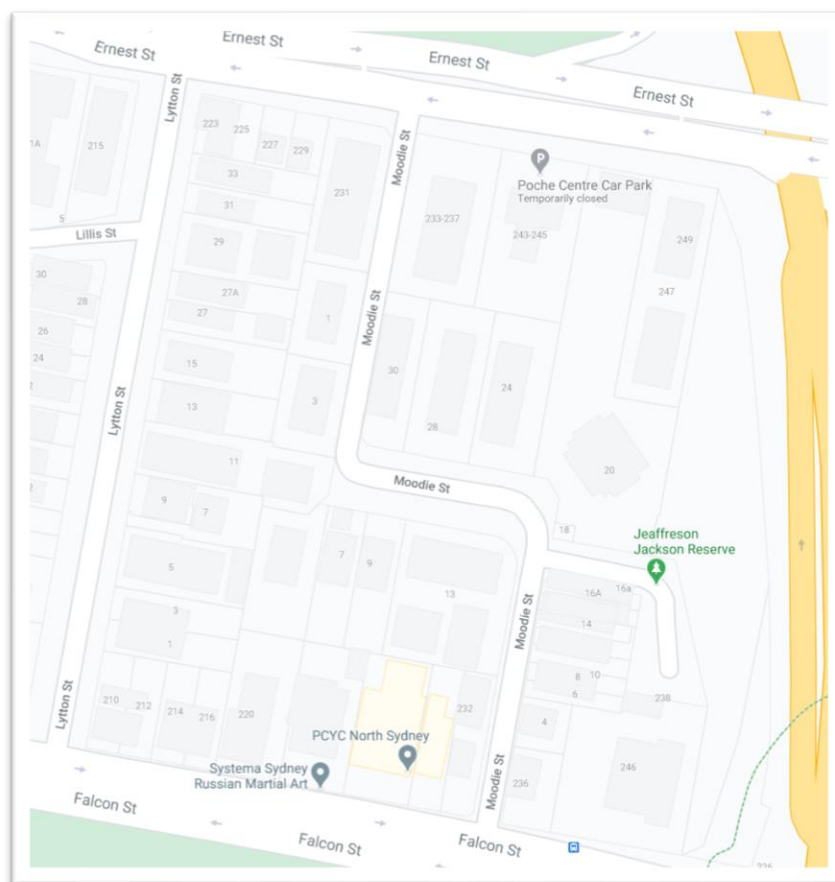 Ernest St
Ernest St
Ernest St
Ernest St
Lytton St
223
225
227
229
215
1A
33
31
231
Moodie St
P
Poche Centre Car Park
Temporarily closed
233-237
243-245
249
247
5
Lillis St
29
30
28
27A
27
1
Moodie St
26
24
15
30
24
28
3
13
Lytton St
11
20
Moodie St
9
7
18
Jeaffreson
Jackson Reserve
7
9
5
13
16A
16a
Moodie St
14
3
1
8
10
6
238
Lytton St
210
212
214
216
220
232
4
PCYC North Sydney
Systema Sydney
Russian Martial Art
Moodie St
236
246
Falcon St
Falcon St
Falcon St